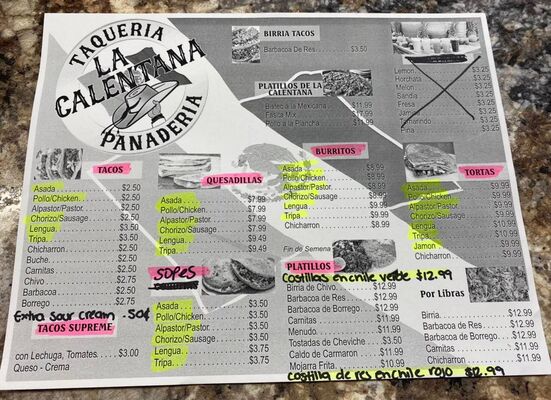 TAQUERIA
LA
CALENTANA
PANADERIA
BIRRIA TACOS
Barbacoa De Res $3.50
PLATILLOS DE LA
CALENTANA
Bistec a la Mexicana $11.99
Fajita Mix $17.99
Pollo a la Plancha $11.99
Lemon $3.25
Horchata $3.25
Melon $3.25
Sandia $3.25
Fresa $3.25
Jamon $3.25
Tamarindo $3.25
Pina $3.25
TACOS
Asada $2.50
Pollo/Chicken $2.50
Alpastor/Pastor $2.50
Chorizo/Sausage $2.50
Lengua $3.50
Tripa $3.50
Chicharron $2.50
Buche $2.50
Carnitas $2.50
Chivo $2.75
Barbacoa $2.50
Borrego $2.75
Extra sour cream .50¢
TACOS SUPREME
con Lechuga, Tomates $3.00
Queso - Crema
QUESADILLAS
Asada $7.99
Pollo/Chicken $7.99
Alpastor/Pastor $7.99
Chorizo/Sausage $7.99
Lengua $9.49
Tripa $9.49
SOPES
Asada $3.50
Pollo/Chicken $3.50
Alpastor/Pastor $3.50
Chorizo/Sausage $3.50
Lengua $3.75
Tripa $3.75
BURRITOS
Asada $8.99
Pollo/Chicken $8.99
Alpastor/Pastor $8.99
Chorizo/Sausage $8.99
Lengua $9.99
Tripa $9.99
Chicharron $8.99
Fin de Semena
PLATILLOS
Costillas en chile verde $12.99
Birria de Chivo $12.99
Barbacoa de Res $12.99
Barbacoa de Borrego $12.99
Carnitas $11.99
Menudo $11.99
Tostadas de Cheviche $3.50
Caldo de Carmaron $11.99
Mojarra Frita $10.99
costilla de res en chile rojo $12.99
TORTAS
Asada $9.99
Pollo/Chicken $9.99
Alpastor/Pastor $9.99
Chorizo/Sausage $9.99
Lengua $10.99
Tripa $10.99
Jamon $9.99
Chicharron $9.99
Por Libras
Birria $12.99
Barbacoa de Res $12.99
Barbacoa de Borrego $12.99
Carnitas $11.99
Chicharron $11.99